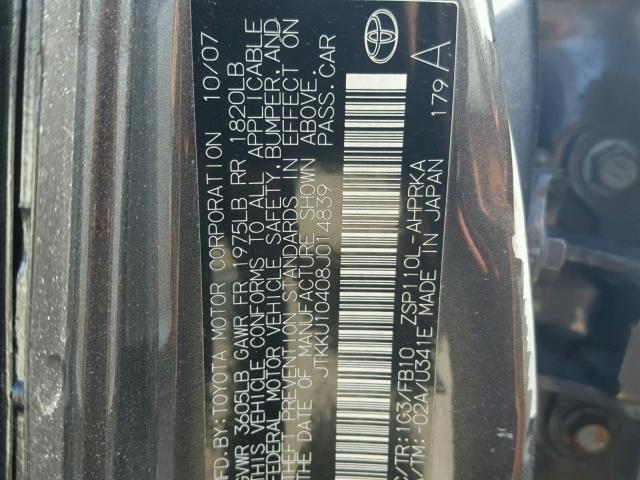 MFD.BY: TOYOTA MOTOR CORPORATION 10/07
GVWR 3605LB GAWR FR 1975LB RR 1820LB
THIS VEHICLE CONFORMS TO ALL APPLICABLE
FEDERAL MOTOR VEHICLE SAFETY, BUMPER, AND
THEFT PREVENTION STANDARDS IN EFFECT ON
THE DATE OF MANUFACTURE SHOWN ABOVE.
JTKKU10408J014839 PASS.CAR
C/TR: 1G3/FB10 ZSP110L-AHPRKA 179 A
A/TM: -02A/U341E MADE IN JAPAN